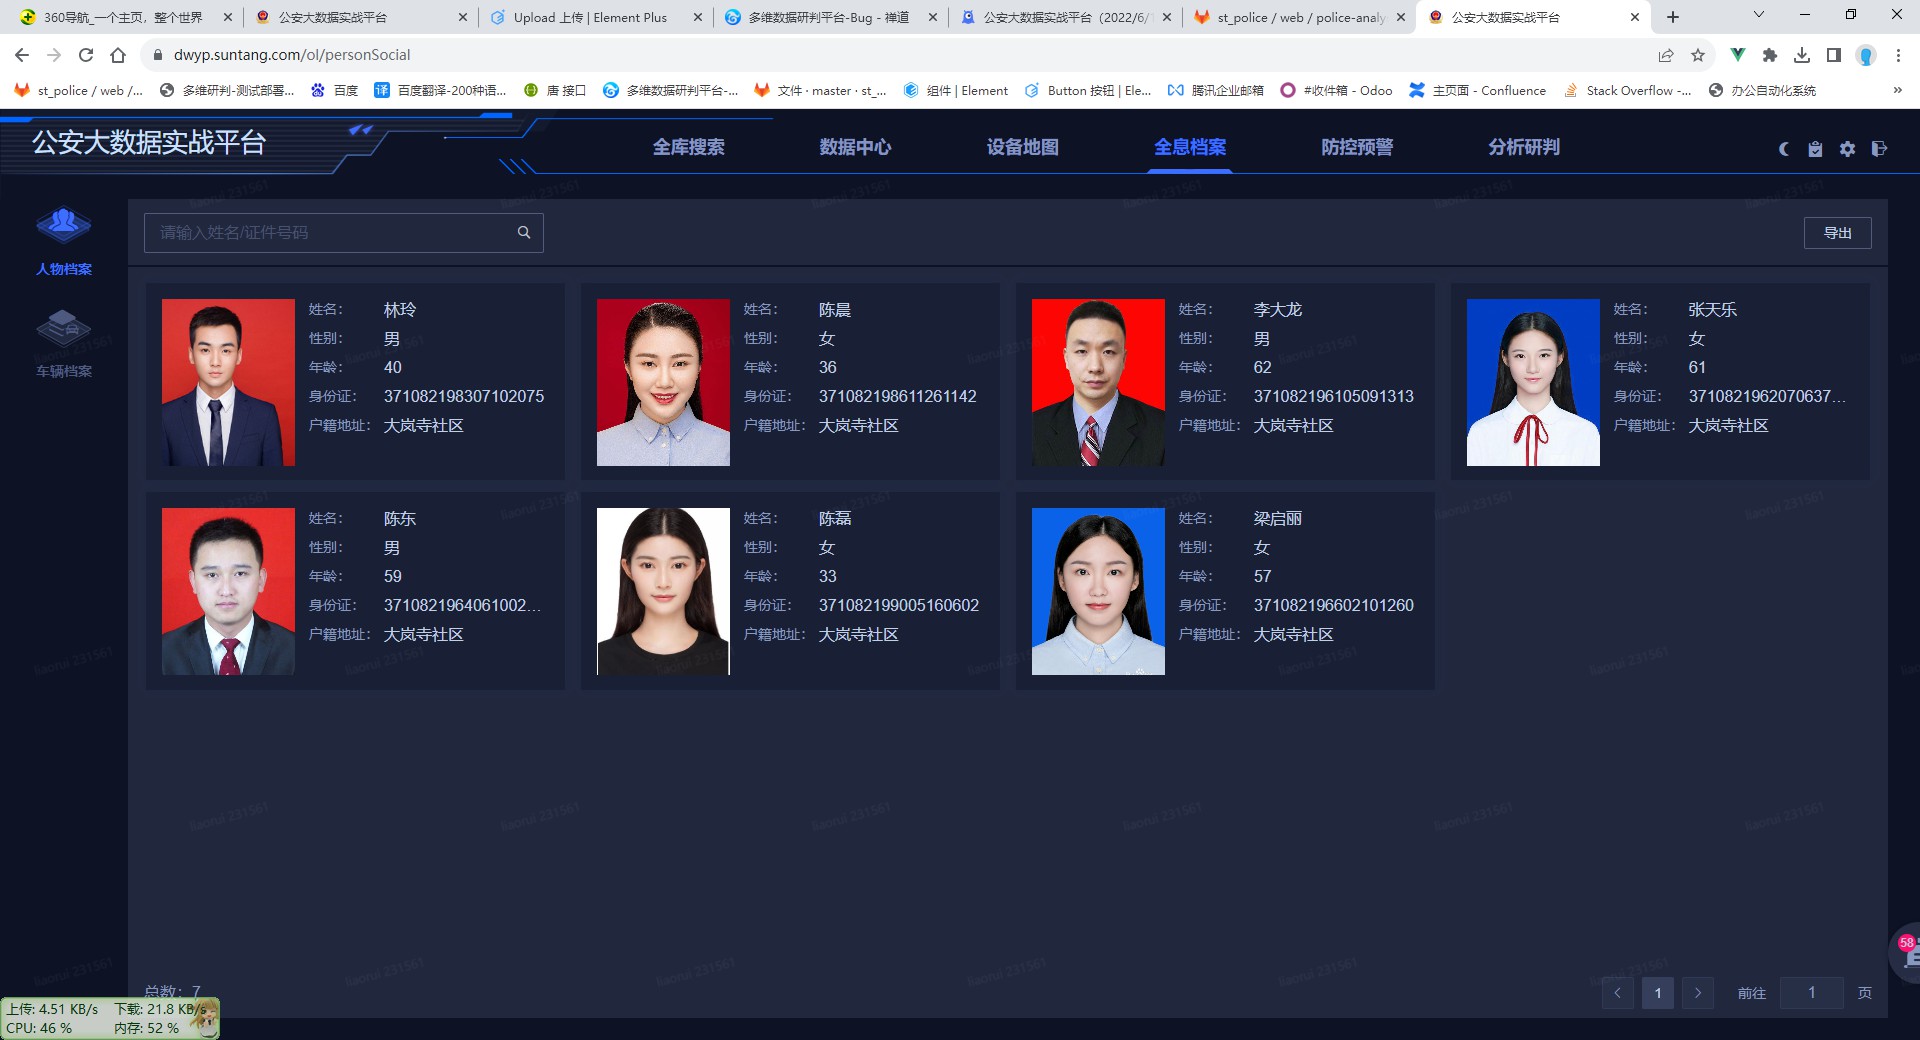 360导航_一个主页，整个世界
公安大数据实战平台
Upload 上传 | Element Plus
多维数据研判平台-Bug - 禅道
公安大数据实战平台（2022/6/
st_police / web / police-analy
公安大数据实战平台
dwyp.suntang.com/ol/personSocial
st_police / web /...
多维研判-测试部署...
百度
百度翻译-200种语...
唐 接口
多维数据研判平台-...
文件 · master · st_...
组件 | Element
Button 按钮 | Ele...
腾讯企业邮箱
#收件箱 - Odoo
主页面 - Confluence
Stack Overflow -...
办公自动化系统
»
公安大数据实战平台
全库搜索
数据中心
设备地图
全息档案
防控预警
分析研判
人物档案
车辆档案
请输入姓名/证件号码
导出
姓名： 林玲
性别： 男
年龄： 40
身份证： 371082198307102075
户籍地址： 大岚寺社区
姓名： 陈晨
性别： 女
年龄： 36
身份证： 371082198611261142
户籍地址： 大岚寺社区
姓名： 李大龙
性别： 男
年龄： 62
身份证： 371082196105091313
户籍地址： 大岚寺社区
姓名： 张天乐
性别： 女
年龄： 61
身份证： 3710821962070637...
户籍地址： 大岚寺社区
姓名： 陈东
性别： 男
年龄： 59
身份证： 3710821964061002...
户籍地址： 大岚寺社区
姓名： 陈磊
性别： 女
年龄： 33
身份证： 371082199005160602
户籍地址： 大岚寺社区
姓名： 梁启丽
性别： 女
年龄： 57
身份证： 371082196602101260
户籍地址： 大岚寺社区
liaorui 231561
58
总数： 7
1
前往 1 页
上传: 4.51 KB/s 下载: 21.8 KB/s
CPU: 46 % 内存: 52 %